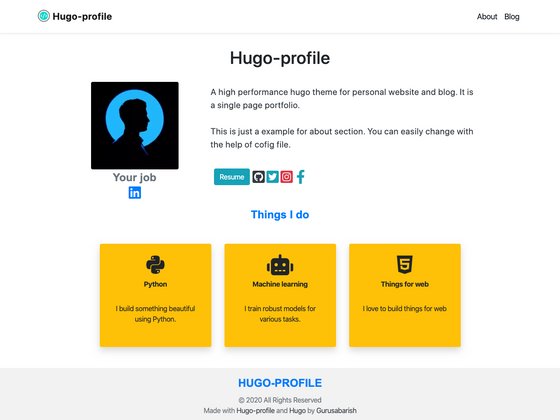 Hugo-profile
About Blog
Hugo-profile
A high performance hugo theme for personal website and blog. It is
a single page portfolio.
This is just a example for about section. You can easily change with
the help of cofig file.
Your job
Resume
Things I do
Python
I build something beautiful
using Python.
Machine learning
I train robust models for
various tasks.
Things for web
I love to build things for web
HUGO-PROFILE
© 2020 All Rights Reserved
Made with Hugo-profile and Hugo by Gurusabarish